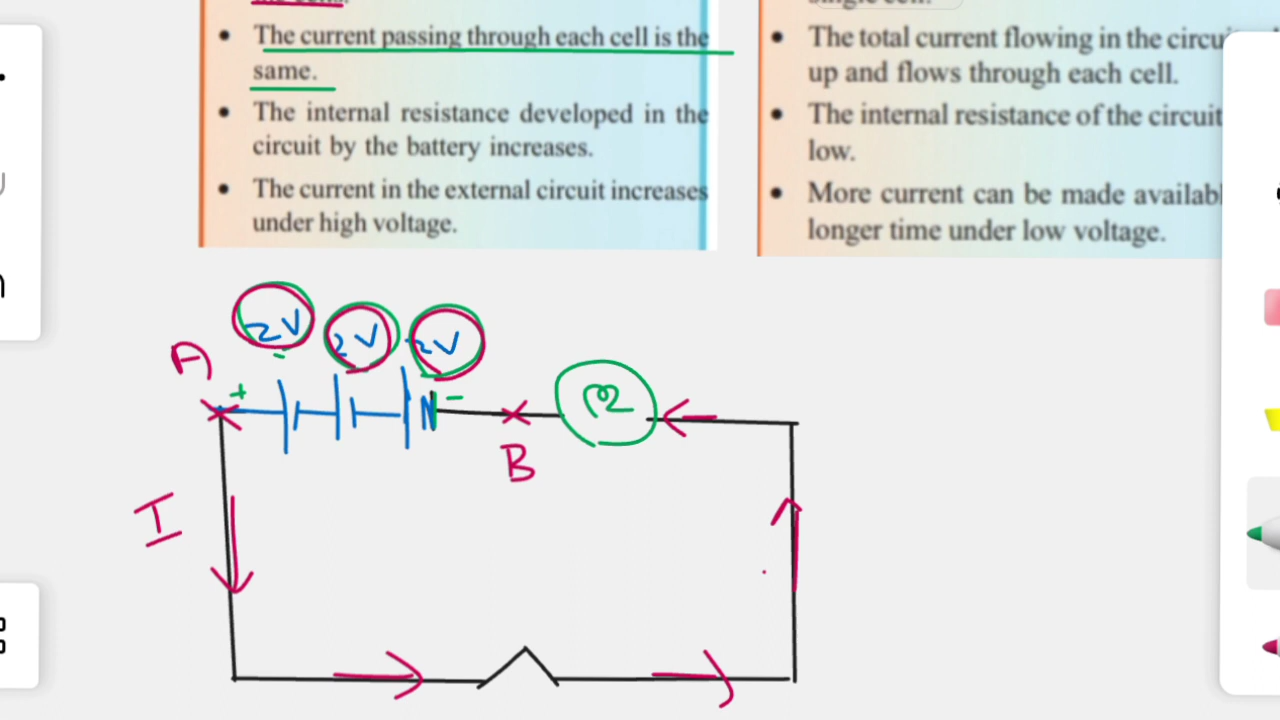 The current passing through each cell is the
same.
The internal resistance developed in the
circuit by the battery increases.
The current in the external circuit increases
under high voltage.
single cell.
The total current flowing in the
up and flows through each cell.
The internal resistance of the circuit
low.
More current can be made
longer time under low voltage.
2V 2V 2V
A
+ -
B
I